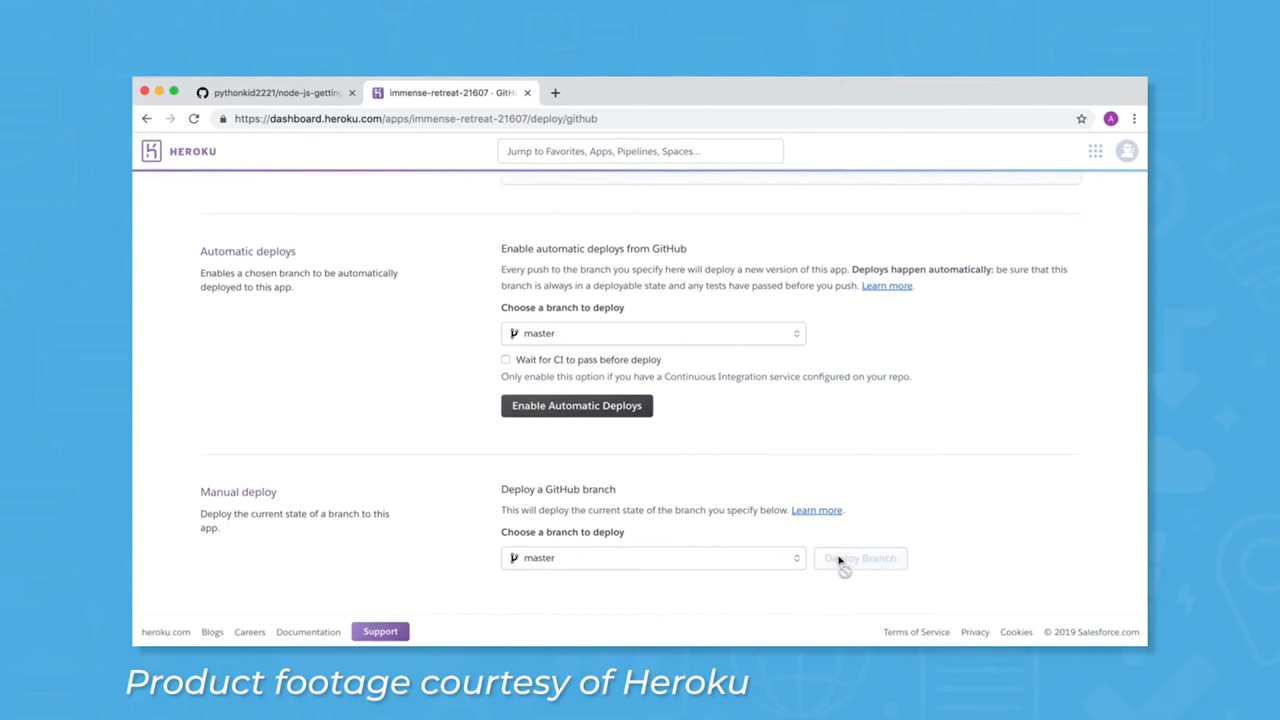 pythonkid2221/node-js-getting
immense-retreat-21607 · GitH
https://dashboard.heroku.com/apps/immense-retreat-21607/deploy/github
A
HEROKU
Jump to Favorites, Apps, Pipelines, Spaces...
Automatic deploys
Enables a chosen branch to be automatically
deployed to this app.
Enable automatic deploys from GitHub
Every push to the branch you specify here will deploy a new version of this app. Deploys happen automatically: be sure that this
branch is always in a deployable state and any tests have passed before you push. Learn more.
Choose a branch to deploy
master
Wait for CI to pass before deploy
Only enable this option if you have a Continuous Integration service configured on your repo.
Enable Automatic Deploys
Manual deploy
Deploy the current state of a branch to this
app.
Deploy a GitHub branch
This will deploy the current state of the branch you specify below. Learn more.
Choose a branch to deploy
master
Deploy Branch
heroku.com Blogs Careers Documentation Support
Terms of Service Privacy Cookies © 2019 Salesforce.com
Product footage courtesy of Heroku